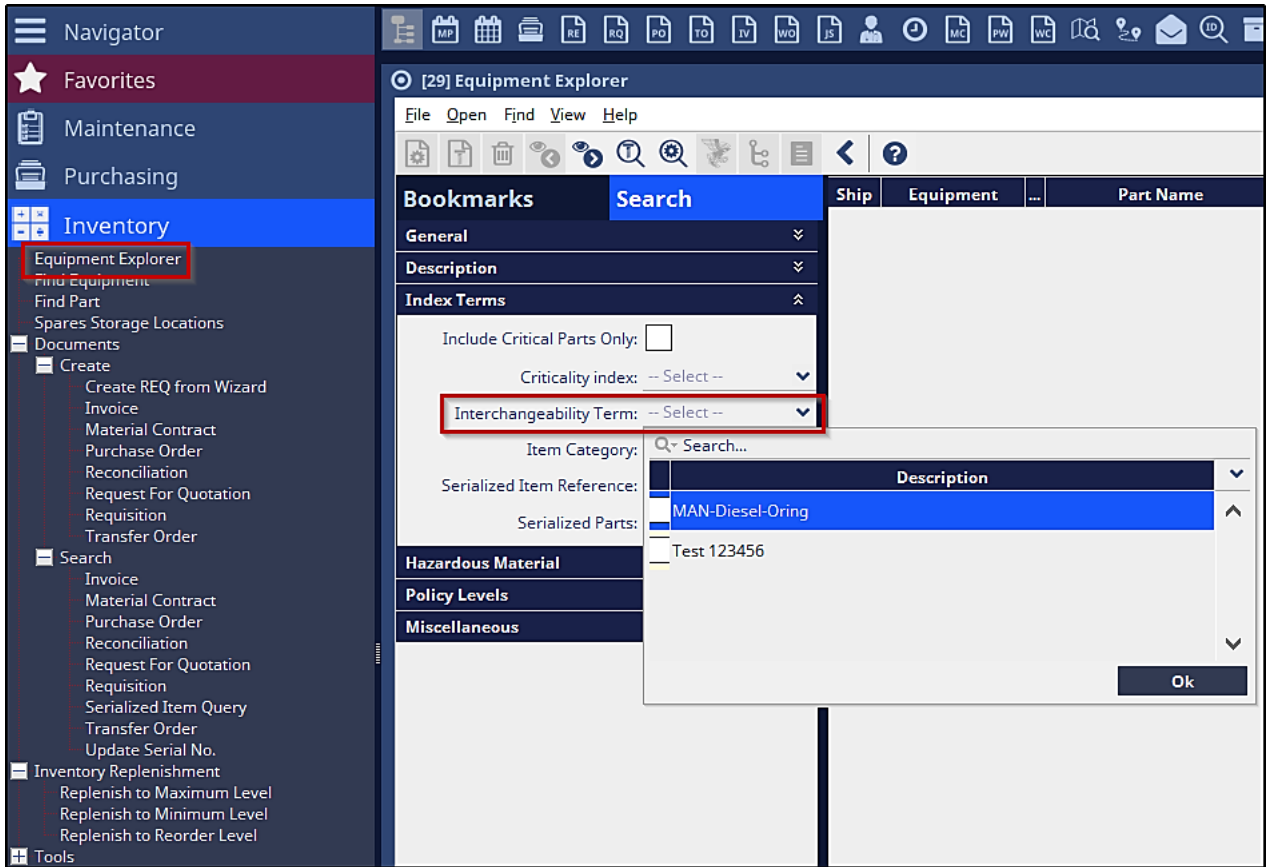 Navigator
Favorites
Maintenance
Purchasing
Inventory
Equipment Explorer
Find Equipment
Find Part
Spares Storage Locations
Documents
Create
Create REQ from Wizard
Invoice
Material Contract
Purchase Order
Reconciliation
Request For Quotation
Requisition
Transfer Order
Search
Invoice
Material Contract
Purchase Order
Reconciliation
Request For Quotation
Requisition
Serialized Item Query
Transfer Order
Update Serial No.
Inventory Replenishment
Replenish to Maximum Level
Replenish to Minimum Level
Replenish to Reorder Level
Tools
MP RE RQ PO TO IV WO JS MC PW WC ID
[29] Equipment Explorer
File Open Find View Help
T T
Bookmarks Search
General
Description
Index Terms
Include Critical Parts Only:
Criticality index: -- Select --
Interchangeability Term: -- Select --
Item Category:
Serialized Item Reference:
Serialized Parts:
Hazardous Material
Policy Levels
Miscellaneous
Search...
Description
MAN-Diesel-Oring
Test 123456
Ok
Ship Equipment ... Part Name